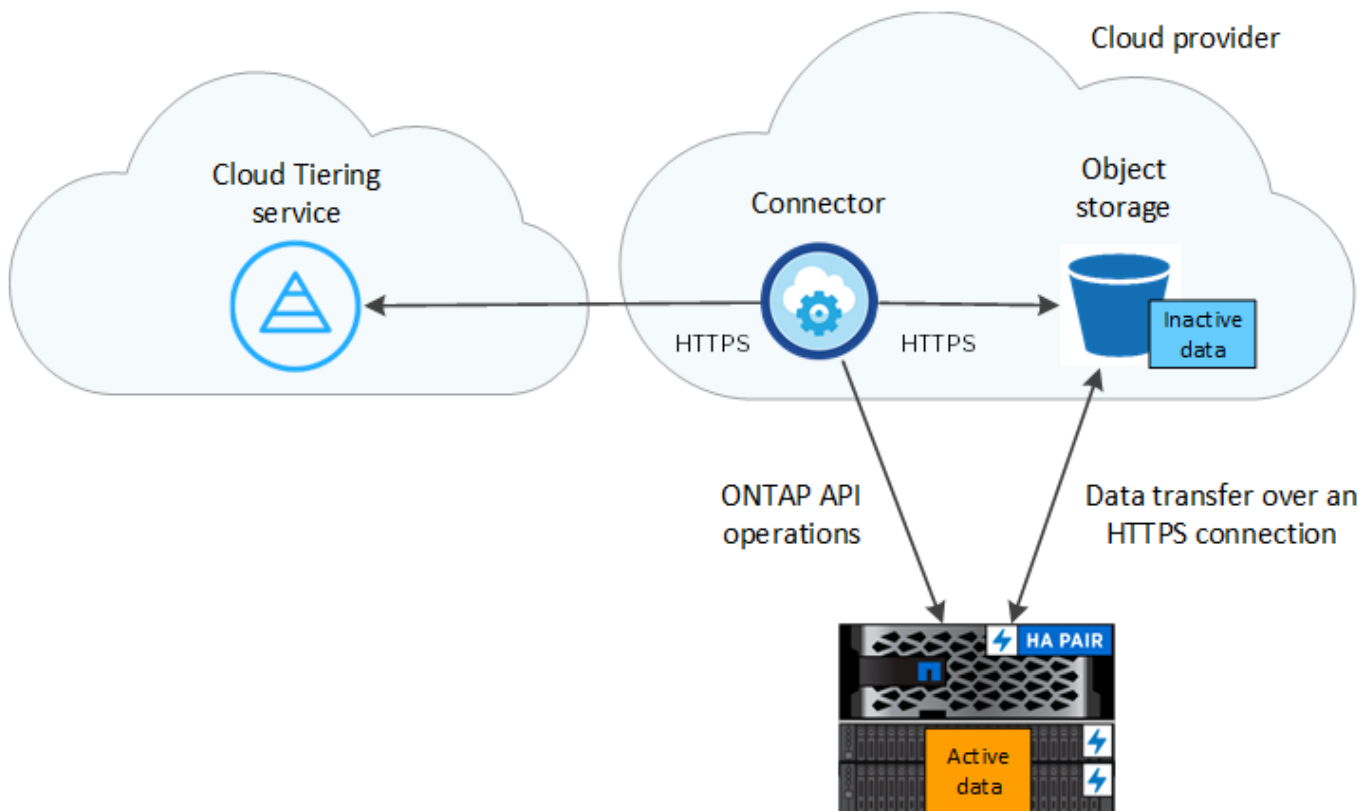 Cloud provider
Cloud Tiering
service
Connector
Object
storage
HTTPS
HTTPS
Inactive
data
ONTAP API
operations
Data transfer over an
HTTPS connection
HA PAIR
Active
data